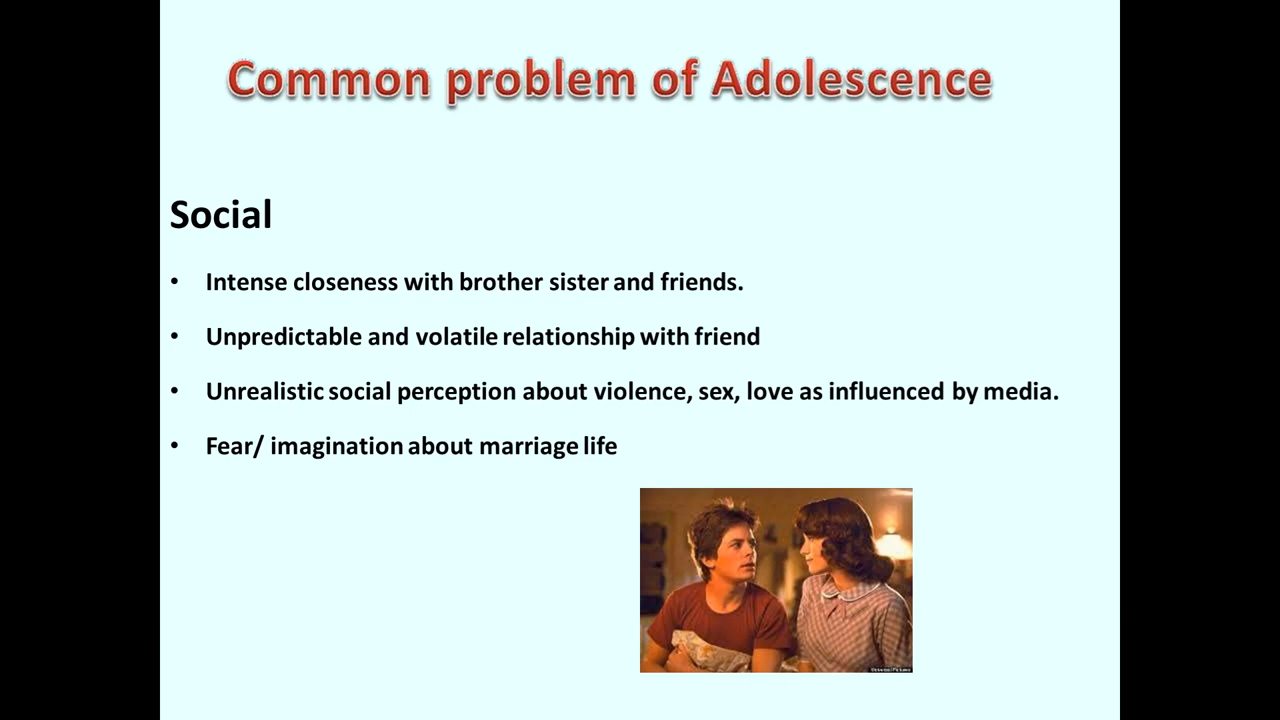 Common problem of Adolescence
Social
• Intense closeness with brother sister and friends.
• Unpredictable and volatile relationship with friend
• Unrealistic social perception about violence, sex, love as influenced by media.
• Fear/ imagination about marriage life